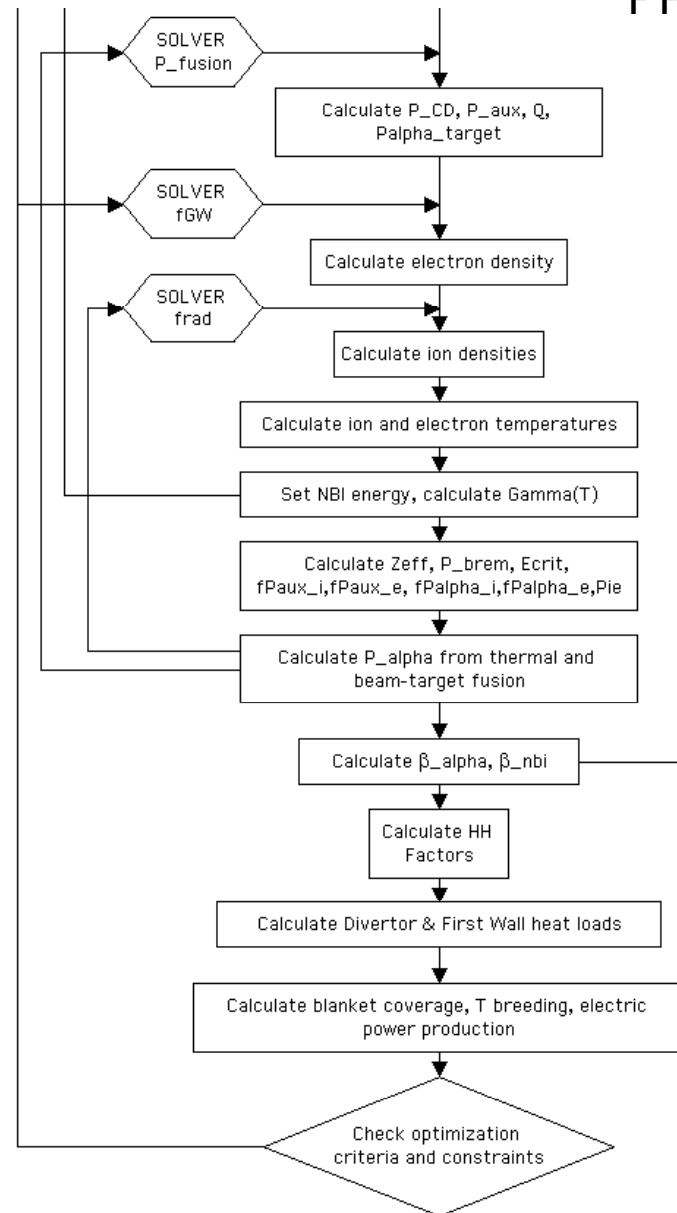 SOLVER
P_fusion
Calculate P_CD, P_aux, Q,
Palpha_target
SOLVER
fGW
Calculate electron density
SOLVER
frad
Calculate ion densities
Calculate ion and electron temperatures
Set NBI energy, calculate Gamma(T)
Calculate Zeff, P_brem, Ecrit,
fPaux_i,fPaux_e, fPalpha_i,fPalpha_e,Pie
Calculate P_alpha from thermal and
beam-target fusion
Calculate β_alpha, β_nbi
Calculate HH
Factors
Calculate Divertor & First Wall heat loads
Calculate blanket coverage, T breeding, electric
power production
Check optimization
criteria and constraints